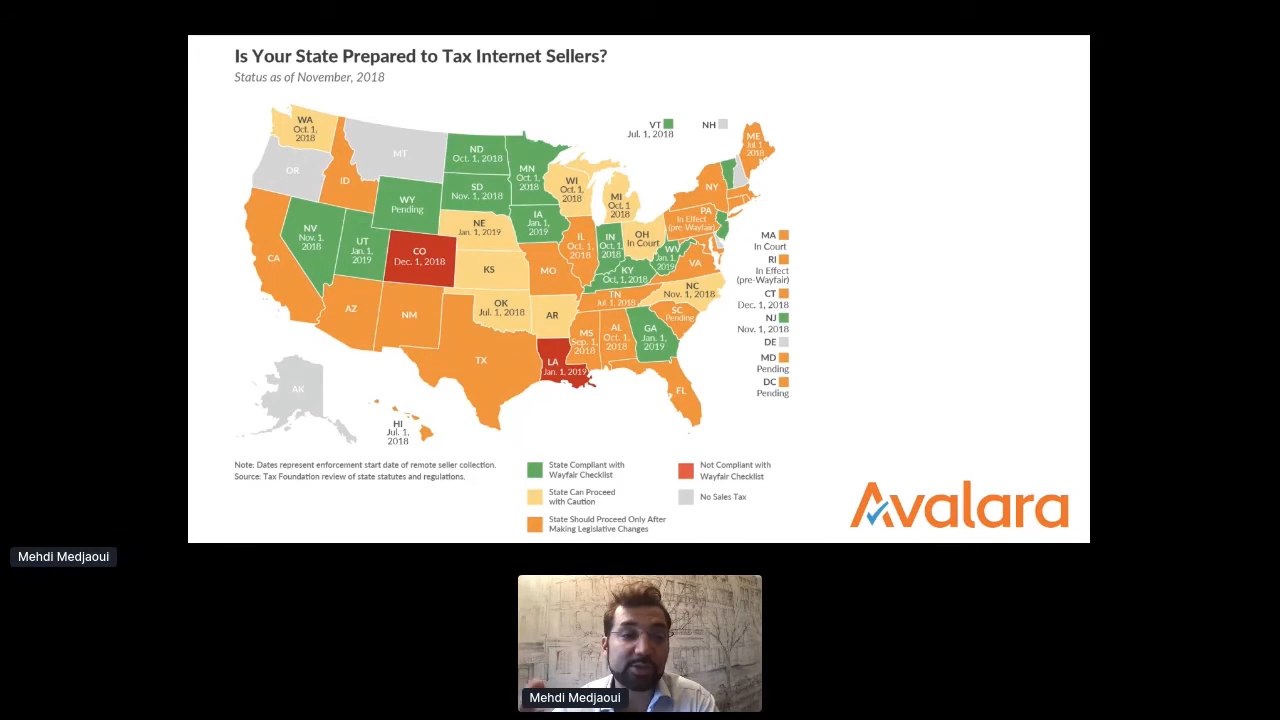 Is Your State Prepared to Tax Internet Sellers?
Status as of November, 2018
WA
Oct. 1,
2018
OR
CA
ID
NV
Nov. 1,
2018
MT
WY
Pending
UT
Jan. 1,
2019
AZ
CO
Dec. 1, 2018
NM
ND
Oct. 1, 2018
SD
Nov. 1, 2018
NE
Jan. 1, 2019
KS
OK
Jul. 1, 2018
TX
MN
Oct. 1,
2018
IA
Jan. 1,
2019
MO
AR
LA
Jan. 1, 2019
WI
Oct. 1,
2018
IL
Oct. 1,
2018
MI
Oct. 1
2018
IN
Oct. 1,
2018
OH
In Court
KY
Oct. 1, 2018
WV
Jan. 1,
2019
TN
Jul. 1, 2018
MS
Sep. 1,
2018
AL
Oct. 1,
2018
GA
Jan. 1,
2019
FL
SC
Pending
NC
Nov. 1, 2018
VA
PA
In Effect
(pre-Wayfair)
NY
ME
Jul. 1
2018
VT
Jul. 1, 2018
NH
MA
In Court
RI
In Effect
(pre-Wayfair)
CT
Dec. 1, 2018
NJ
Nov. 1, 2018
DE
MD
Pending
DC
Pending
AK
HI
Jul. 1,
2018
Note: Dates represent enforcement start date of remote seller collection.
Source: Tax Foundation review of state statutes and regulations.
State Compliant with
Wayfair Checklist
State Can Proceed
with Caution
State Should Proceed Only After
Making Legislative Changes
Not Compliant with
Wayfair Checklist
No Sales Tax
Avalara
Mehdi Medjaoui
Mehdi Medjaoui